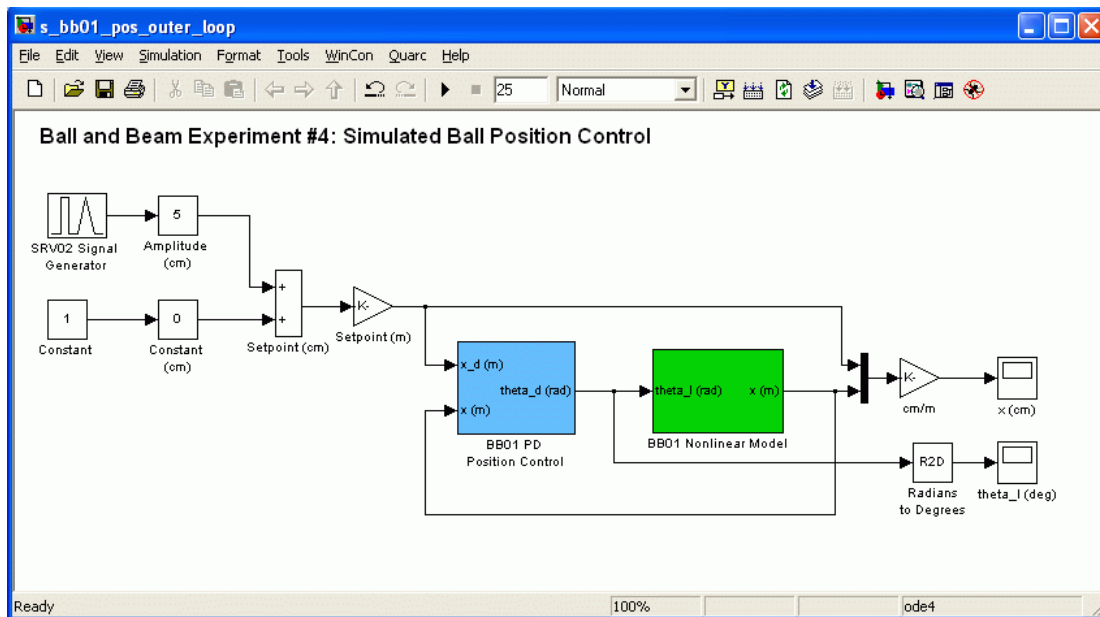 s_bb01_pos_outer_loop
File Edit View Simulation Format Tools WinCon Quarc Help
25 Normal
Ball and Beam Experiment #4: Simulated Ball Position Control
5
SRV02 Signal
Generator
Amplitude
(cm)
+
+
Setpoint (cm)
1
Constant
0
Constant
(cm)
K-
Setpoint (m)
x_d (m)
theta_d (rad)
x (m)
BB01 PD
Position Control
theta_l (rad) x (m)
BB01 Nonlinear Model
K-
cm/m
x (cm)
R2D
Radians
to Degrees
theta_l (deg)
Ready 100% ode4